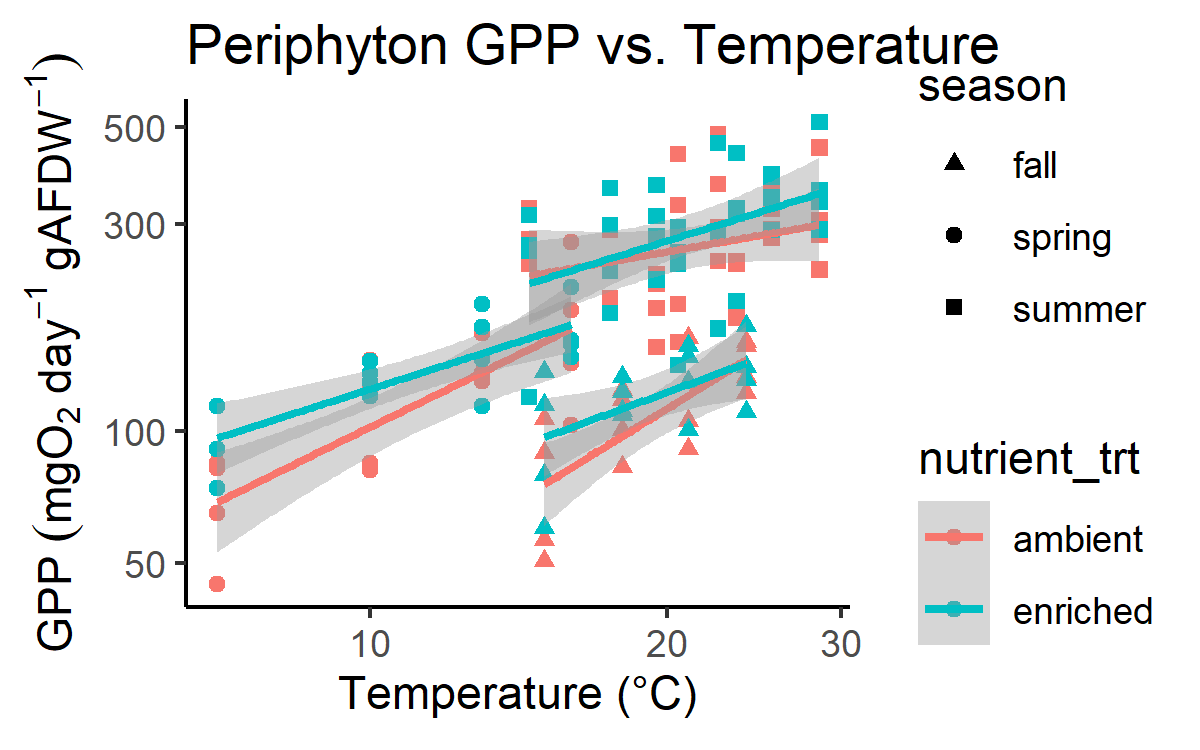 Periphyton GPP vs. Temperature
GPP (mgO₂ day⁻¹ gAFDW⁻¹)
500
300
100
50
10
20
30
Temperature (°C)
season
fall
spring
summer
nutrient_trt
ambient
enriched